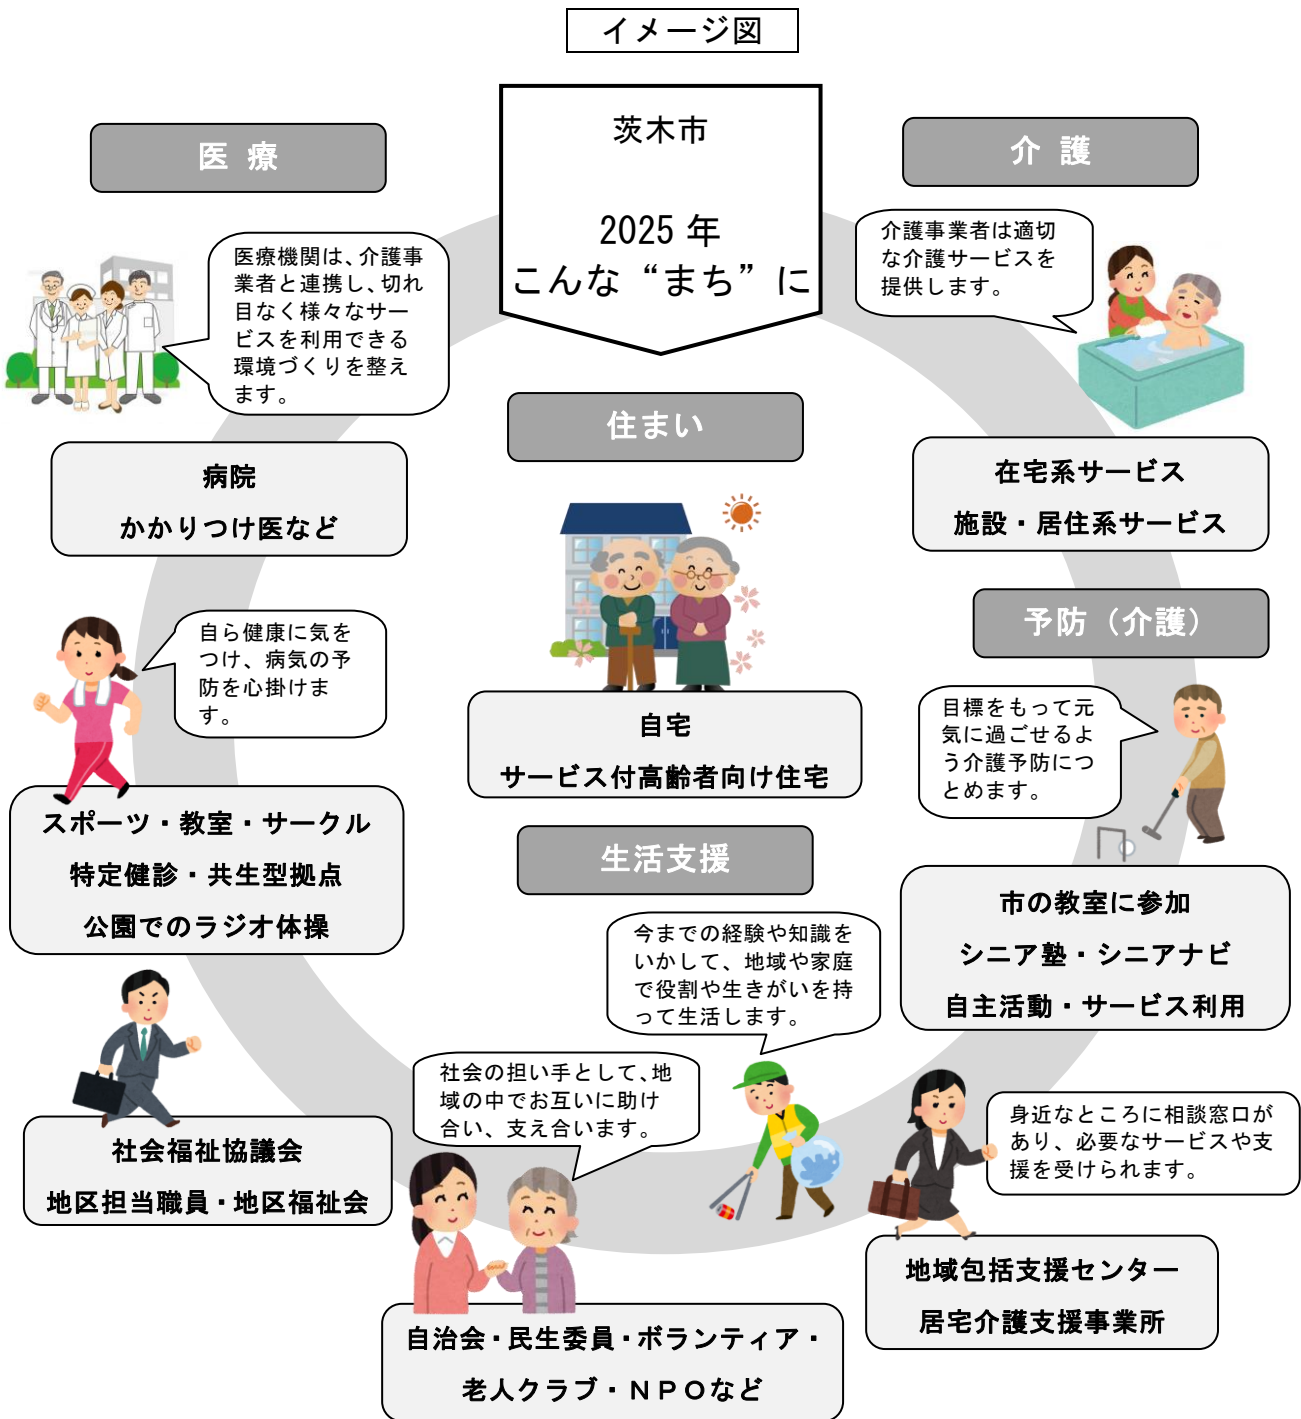 イメージ図
茨木市
2025 年
こんな “まち” に
医 療
医療機関は、介護事
業者と連携し、切れ
目なく様々なサー
ビスを利用できる
環境づくりを整え
ます。
病院
かかりつけ医など
介 護
介護事業者は適切
な介護サービスを
提供します。
在宅系サービス
施設・居住系サービス
住まい
自宅
サービス付高齢者向け住宅
予防（介護）
目標をもって元
気に過ごせるよ
う介護予防につ
とめます。
市の教室に参加
シニア塾・シニアナビ
自主活動・サービス利用
自ら健康に気を
つけ、病気の予
防を心掛けま
す。
スポーツ・教室・サークル
特定健診・共生型拠点
公園でのラジオ体操
生活支援
今までの経験や知識を
いかして、地域や家庭
で役割や生きがいを持
って生活します。
社会の担い手として、地
域の中でお互いに助け
合い、支え合います。
身近なところに相談窓口が
あり、必要なサービスや支
援を受けられます。
社会福祉協議会
地区担当職員・地区福祉会
地域包括支援センター
居宅介護支援事業所
自治会・民生委員・ボランティア・
老人クラブ・ＮＰＯなど